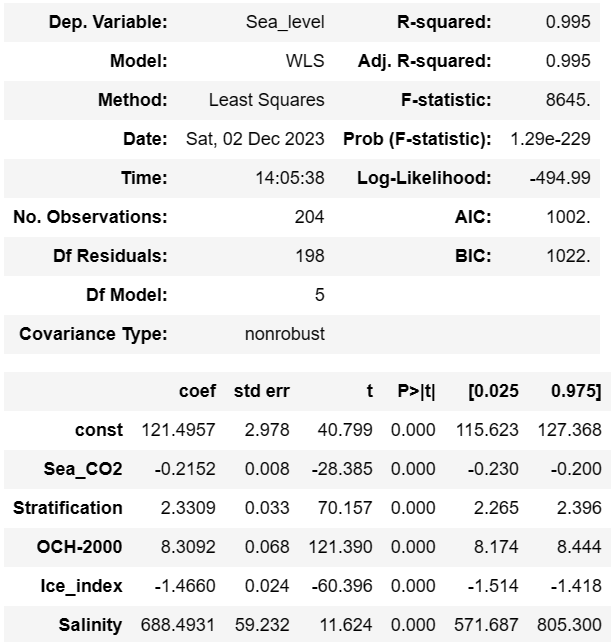 Dep. Variable: Sea_level R-squared: 0.995
Model: WLS Adj. R-squared: 0.995
Method: Least Squares F-statistic: 8645.
Date: Sat, 02 Dec 2023 Prob (F-statistic): 1.29e-229
Time: 14:05:38 Log-Likelihood: -494.99
No. Observations: 204 AIC: 1002.
Df Residuals: 198 BIC: 1022.
Df Model: 5
Covariance Type: nonrobust
coef std err t P>|t| [0.025 0.975]
const 121.4957 2.978 40.799 0.000 115.623 127.368
Sea_CO2 -0.2152 0.008 -28.385 0.000 -0.230 -0.200
Stratification 2.3309 0.033 70.157 0.000 2.265 2.396
OCH-2000 8.3092 0.068 121.390 0.000 8.174 8.444
Ice_index -1.4660 0.024 -60.396 0.000 -1.514 -1.418
Salinity 688.4931 59.232 11.624 0.000 571.687 805.300